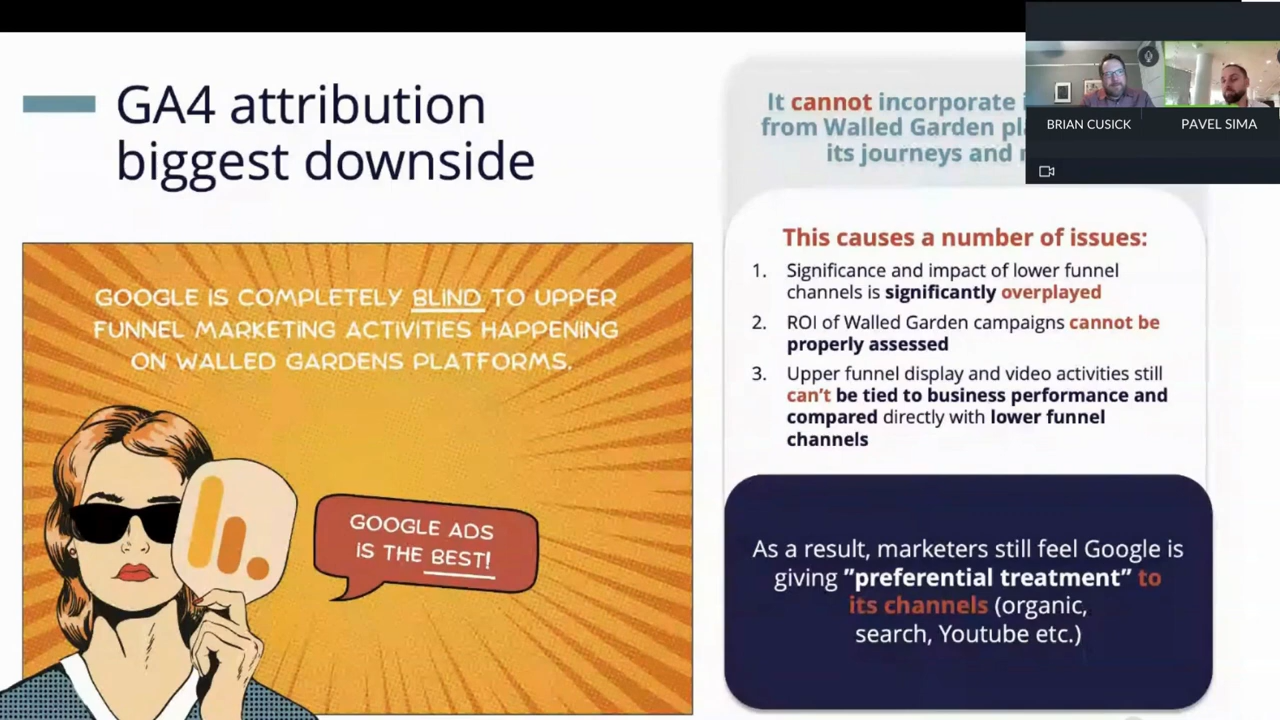 GA4 attribution
biggest downside
GOOGLE IS COMPLETELY BLIND TO UPPER
FUNNEL MARKETING ACTIVITIES HAPPENING
ON WALLED GARDENS PLATFORMS.
GOOGLE ADS
IS THE BEST!
It cannot incorporate
from Walled Garden
its journeys and
This causes a number of issues:
1. Significance and impact of lower funnel
channels is significantly overplayed
2. ROI of Walled Garden campaigns cannot be
properly assessed
3. Upper funnel display and video activities still
can't be tied to business performance and
compared directly with lower funnel
channels
As a result, marketers still feel Google is
giving ”preferential treatment” to
its channels (organic,
search, Youtube etc.)
BRIAN CUSICK
PAVEL SIMA